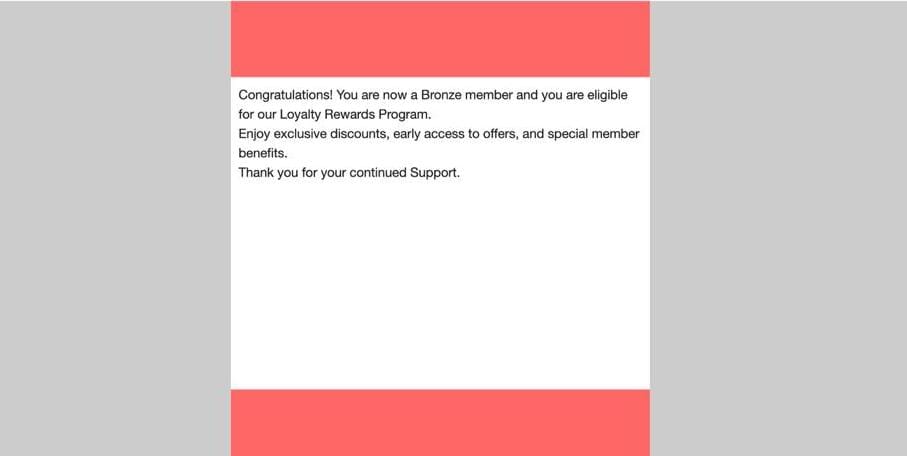 Congratulations! You are now a Bronze member and you are eligible
for our Loyalty Rewards Program.
Enjoy exclusive discounts, early access to offers, and special member
benefits.
Thank you for your continued Support.